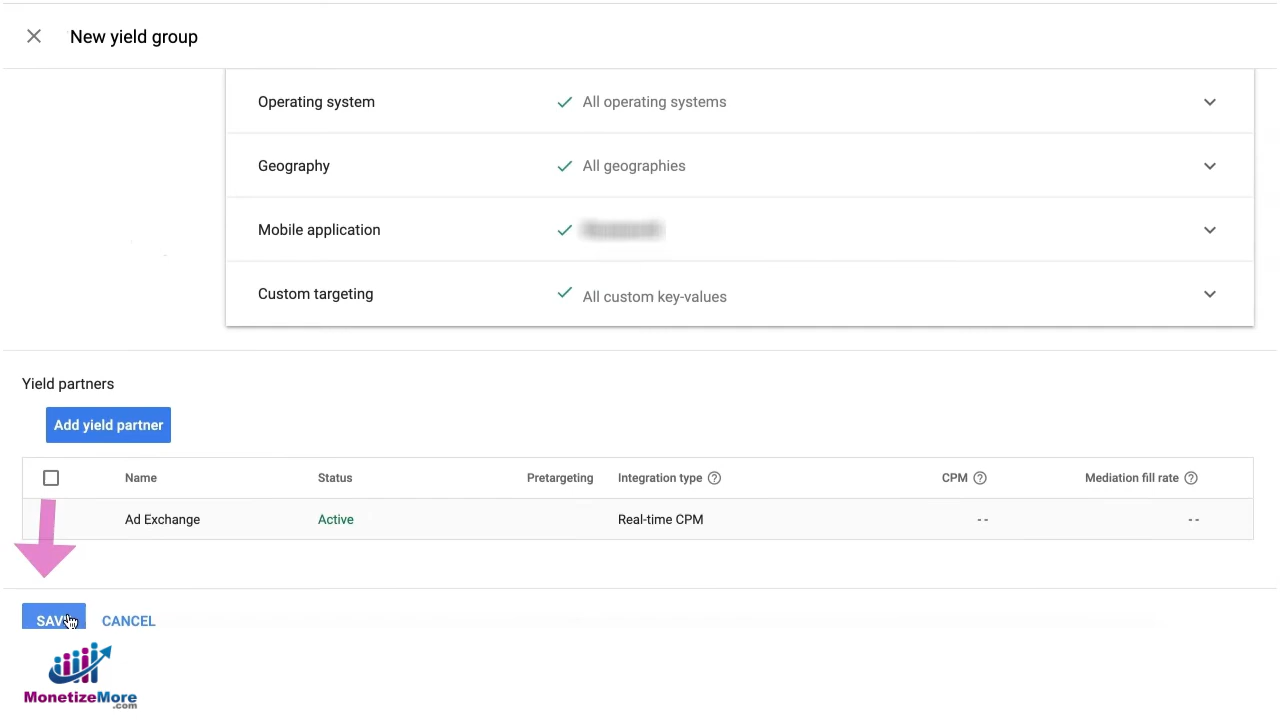 New yield group
Operating system All operating systems
Geography All geographies
Mobile application
Custom targeting All custom key-values
Yield partners
Add yield partner
Name Status Pretargeting Integration type CPM Mediation fill rate
Ad Exchange Active Real-time CPM - - - -
CANCEL
MonetizeMore
.com